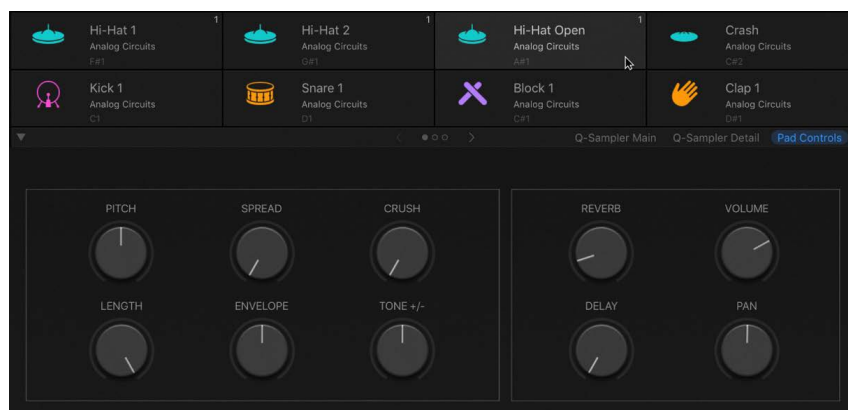 Hi-Hat 1 1
Analog Circuits
F#1
Hi-Hat 2 1
Analog Circuits
G#1
Hi-Hat Open 1
Analog Circuits
A#1
Crash
Analog Circuits
C#2
Kick 1
Analog Circuits
C1
Snare 1
Analog Circuits
D1
Block 1
Analog Circuits
C#1
Clap 1
Analog Circuits
D#1
Q-Sampler Main Q-Sampler Detail Pad Controls
PITCH SPREAD CRUSH REVERB VOLUME
LENGTH ENVELOPE TONE +/- DELAY PAN